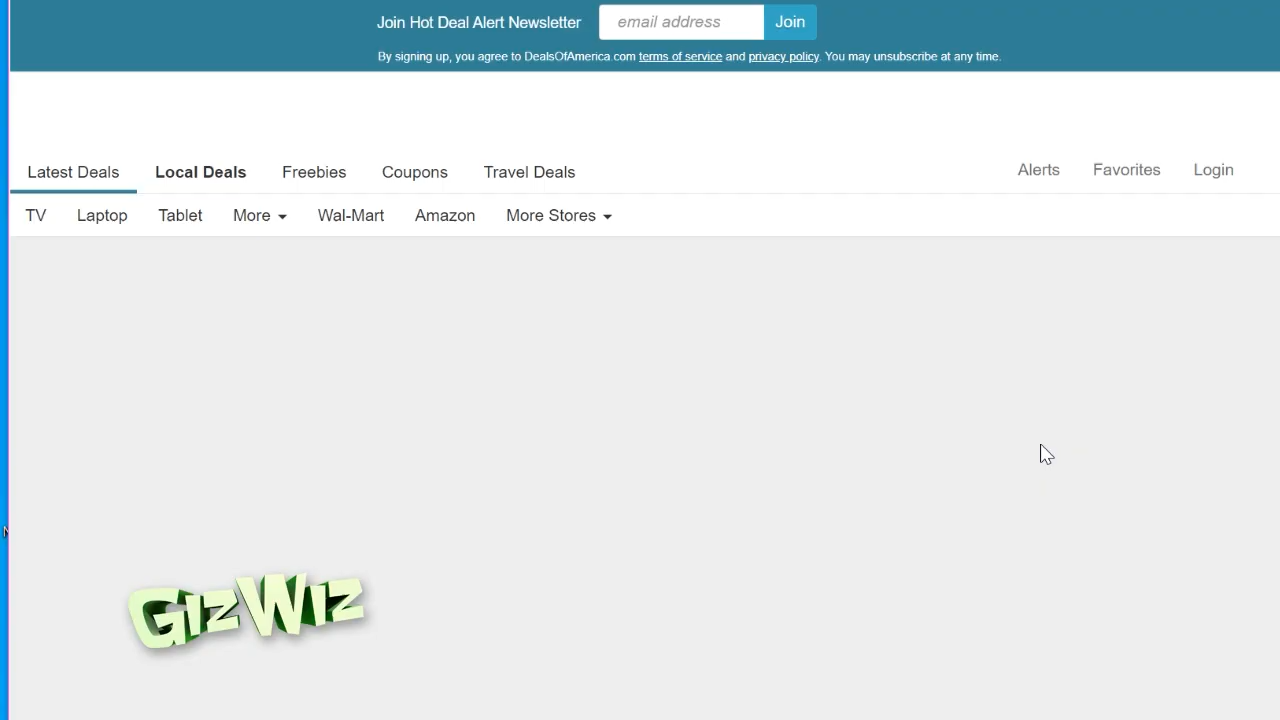 Join Hot Deal Alert Newsletter email address Join
By signing up, you agree to DealsOfAmerica.com terms of service and privacy policy. You may unsubscribe at any time.
Latest Deals Local Deals Freebies Coupons Travel Deals Alerts Favorites Login
TV Laptop Tablet More Wal-Mart Amazon More Stores
N
GizWiz